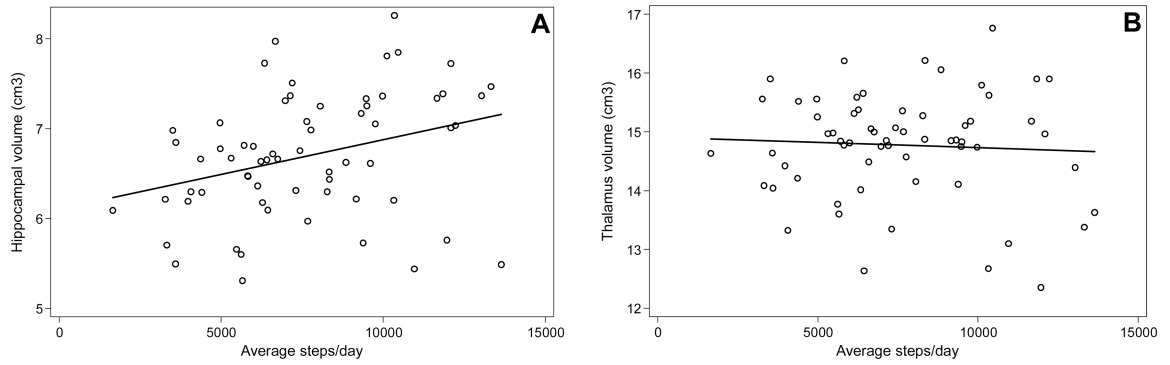 A
8
7
6
5
Hippocampal volume (cm3)
0 5000 10000 15000
Average steps/day
B
17
16
15
14
13
12
Thalamus volume (cm3)
0 5000 10000 15000
Average steps/day